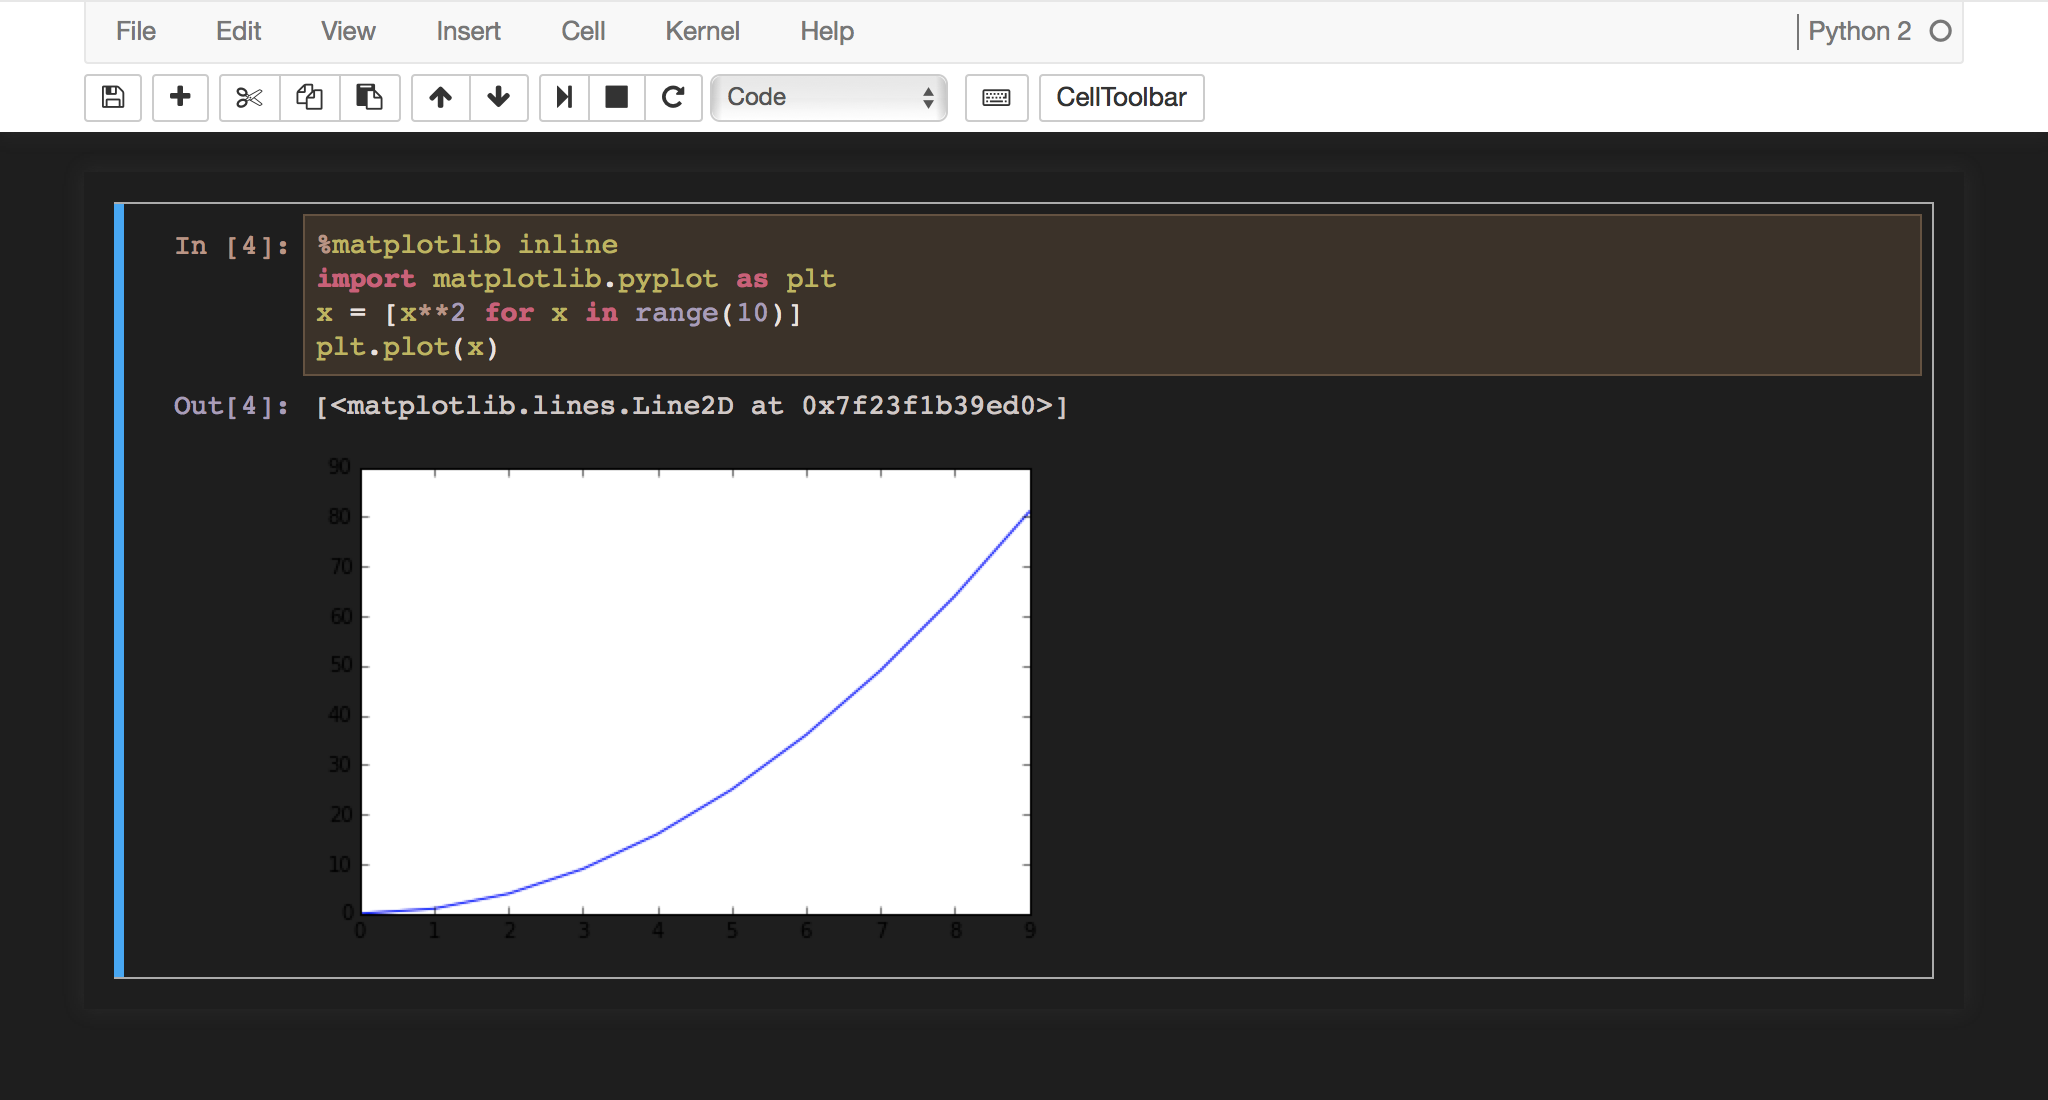 File Edit View Insert Cell Kernel Help Python 2
Code CellToolbar
In [4]: %matplotlib inline
import matplotlib.pyplot as plt
x = [x**2 for x in range(10)]
plt.plot(x)
Out[4]: [<matplotlib.lines.Line2D at 0x7f23f1b39ed0>]
90
80
70
60
50
40
30
20
10
0
0 1 2 3 4 5 6 7 8 9